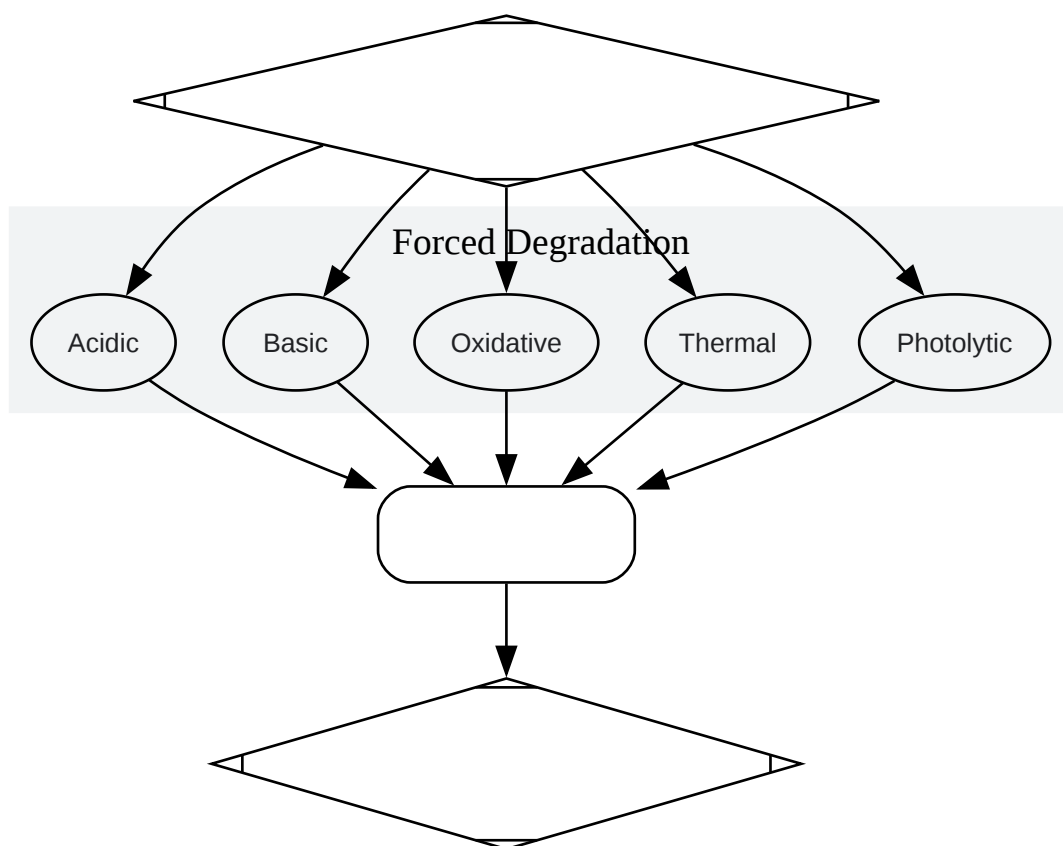 Forced Degradation
Acidic
Basic
Oxidative
Thermal
Photolytic